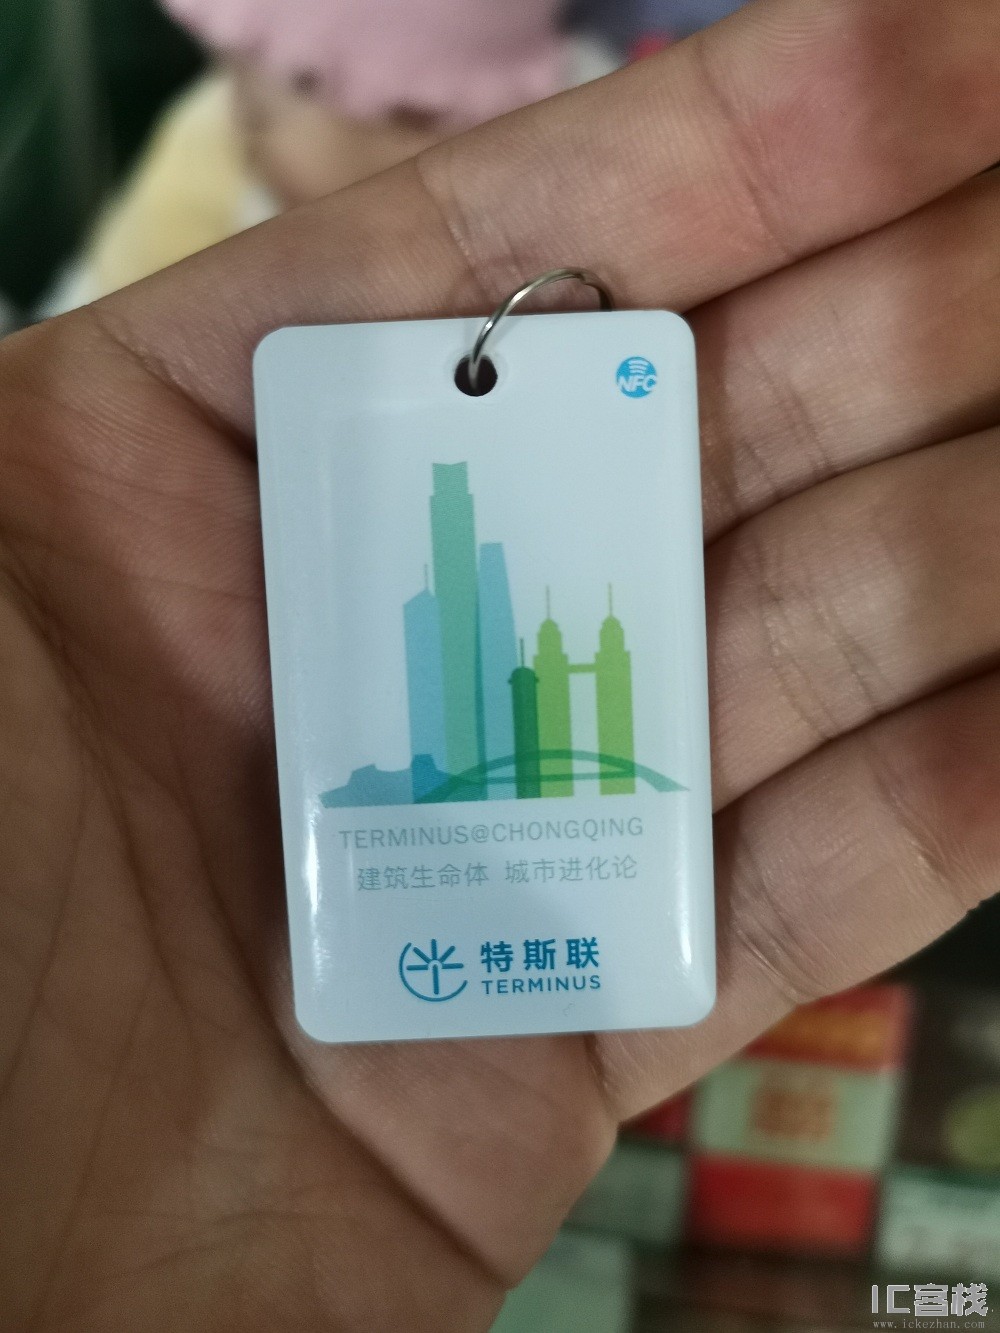 NFC
TERMINUS@CHONGQING
建筑生命体 城市进化论
特斯联
TERMINUS
IC客栈
www.ickezhan.com